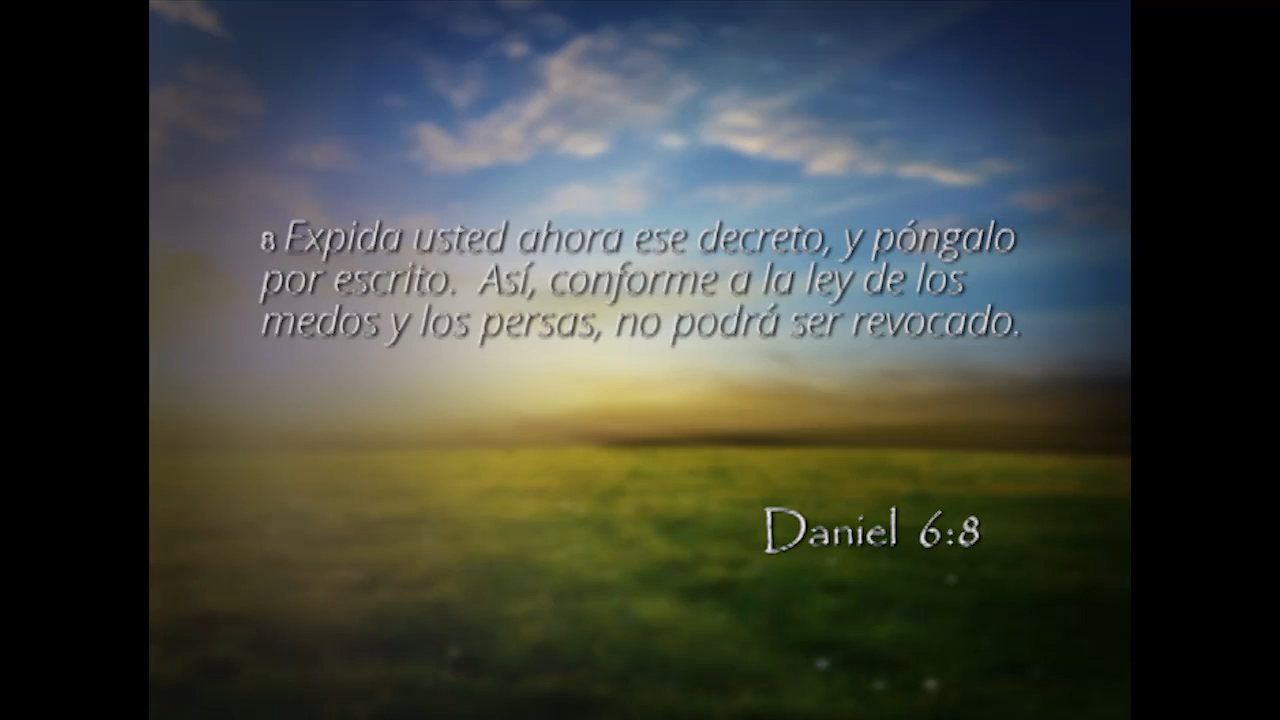 8 Expida usted ahora ese decreto, y póngalo
por escrito.  Así, conforme a la ley de los
medos y los persas, no podrá ser revocado.
Daniel 6:8